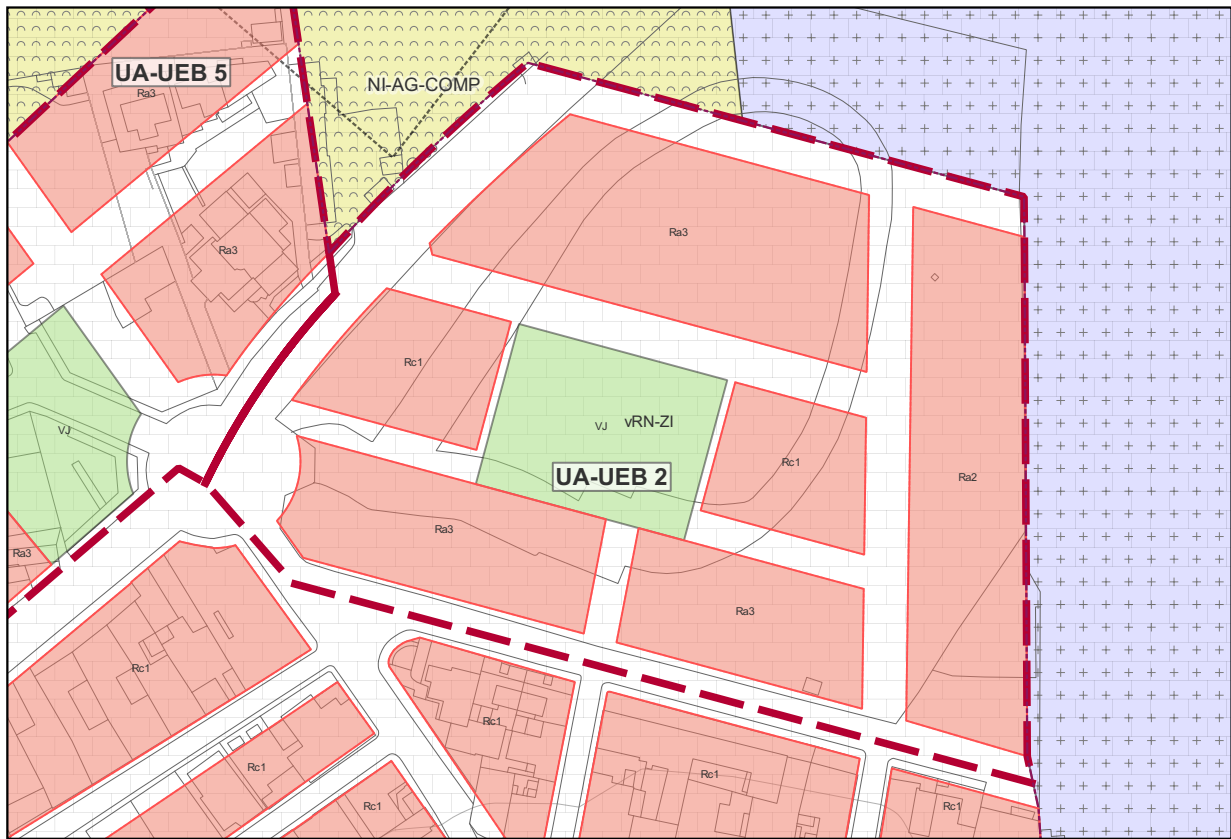 UA-UEB 5
NI-AG-COMP
Ra3
Ra3
Ra3
Rc1
VJ
vRN-ZI
VJ
Rc1
UA-UEB 2
Ra2
Ra3
Ra3
Ra3
Rc1
Rc1
Rc1
Rc1
Rc1
Rc1